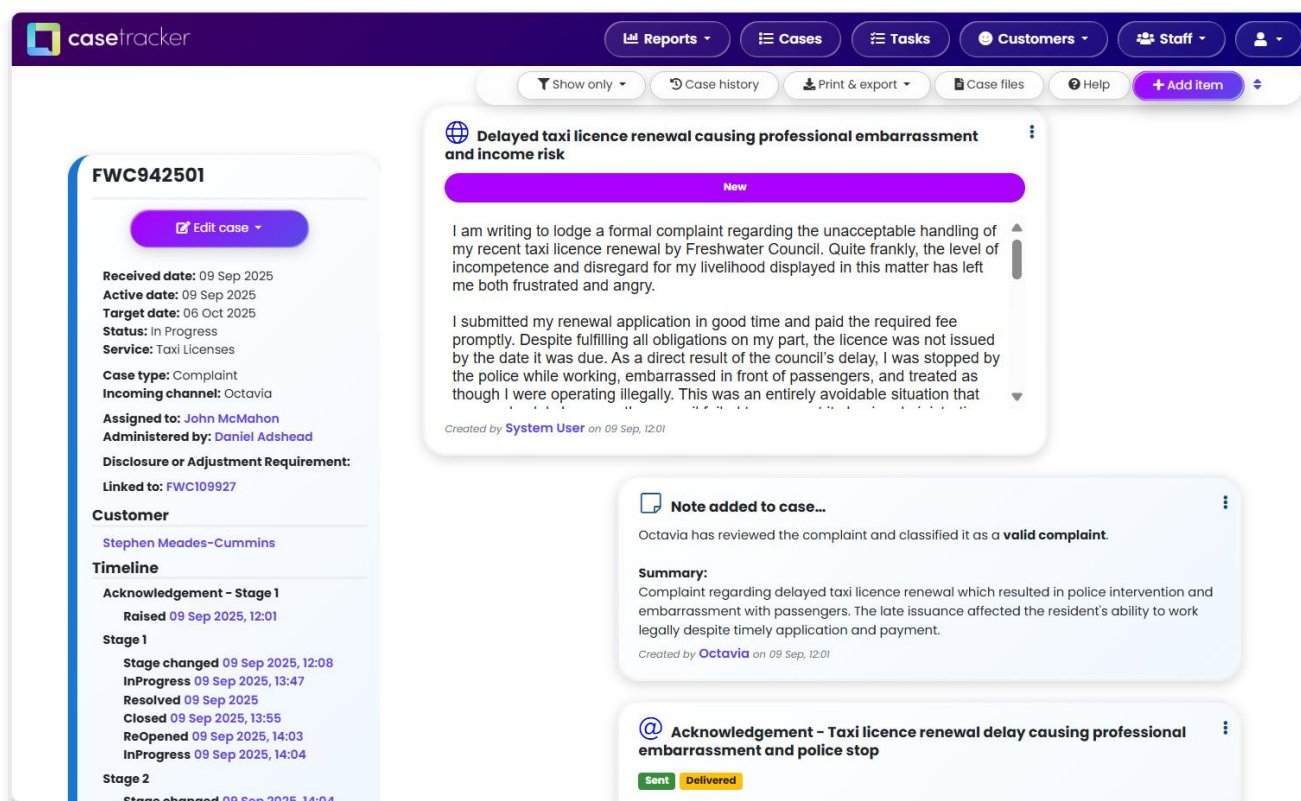 casetracker
Reports
Cases
Tasks
Customers
Staff
Show only
Case history
Print & export
Case files
Help
+ Add item
FWC942501
Edit case
Received date: 09 Sep 2025
Active date: 09 Sep 2025
Target date: 06 Oct 2025
Status: In Progress
Service: Taxi Licenses
Case type: Complaint
Incoming channel: Octavia
Assigned to: John McMahon
Administered by: Daniel Adshead
Disclosure or Adjustment Requirement:
Linked to: FWC109927
Customer
Stephen Meades-Cummins
Timeline
Acknowledgement - Stage 1
Raised 09 Sep 2025, 12:01
Stage 1
Stage changed 09 Sep 2025, 12:08
InProgress 09 Sep 2025, 13:47
Resolved 09 Sep 2025
Closed 09 Sep 2025, 13:55
ReOpened 09 Sep 2025, 14:03
InProgress 09 Sep 2025, 14:04
Stage 2
Stage changed 09 Sep 2025, 14:04
Delayed taxi licence renewal causing professional embarrassment
and income risk
New
I am writing to lodge a formal complaint regarding the unacceptable handling of
my recent taxi licence renewal by Freshwater Council. Quite frankly, the level of
incompetence and disregard for my livelihood displayed in this matter has left
me both frustrated and angry.
I submitted my renewal application in good time and paid the required fee
promptly. Despite fulfilling all obligations on my part, the licence was not issued
by the date it was due. As a direct result of the council's delay, I was stopped by
the police while working, embarrassed in front of passengers, and treated as
though I were operating illegally. This was an entirely avoidable situation that
Created by System User on 09 Sep, 12:01
Note added to case...
Octavia has reviewed the complaint and classified it as a valid complaint.
Summary:
Complaint regarding delayed taxi licence renewal which resulted in police intervention and
embarrassment with passengers. The late issuance affected the resident's ability to work
legally despite timely application and payment.
Created by Octavia on 09 Sep, 12:01
Acknowledgement - Taxi licence renewal delay causing professional
embarrassment and police stop
Sent Delivered